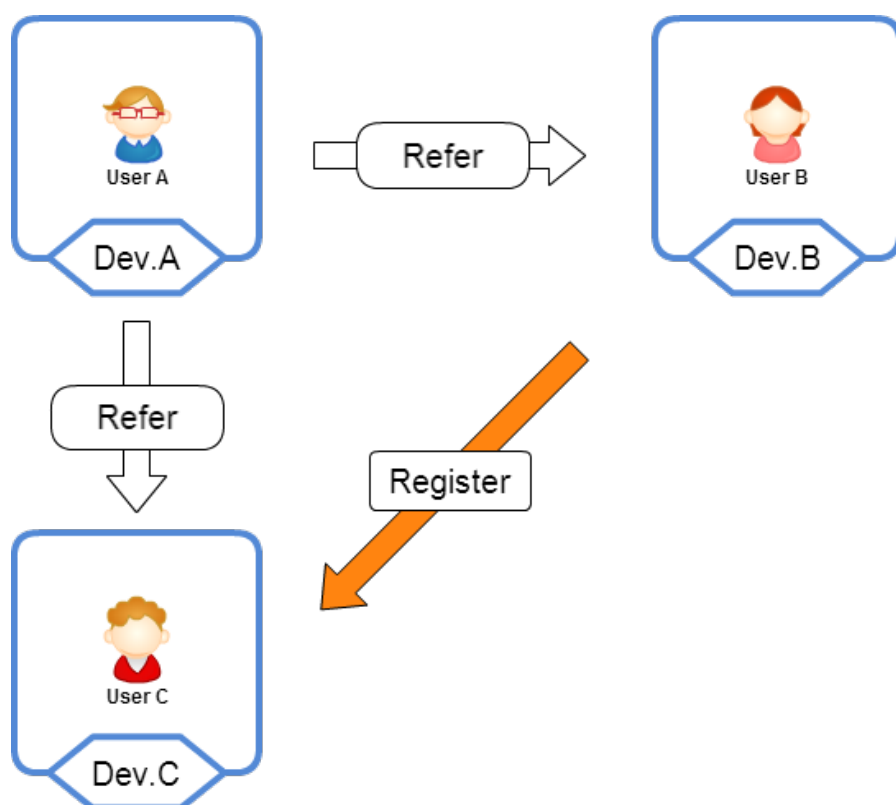 User A
Refer
User B
Dev.A
Dev.B
Refer
Register
User C
Dev.C